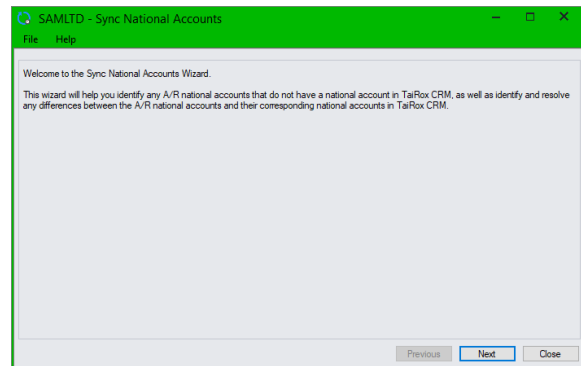 SAMLTD - Sync National Accounts
File Help
Welcome to the Sync National Accounts Wizard.
This wizard will help you identify any A/R national accounts that do not have a national account in TaiRox CRM, as well as identify and resolve
any differences between the A/R national accounts and their corresponding national accounts in TaiRox CRM.
Previous Next Close